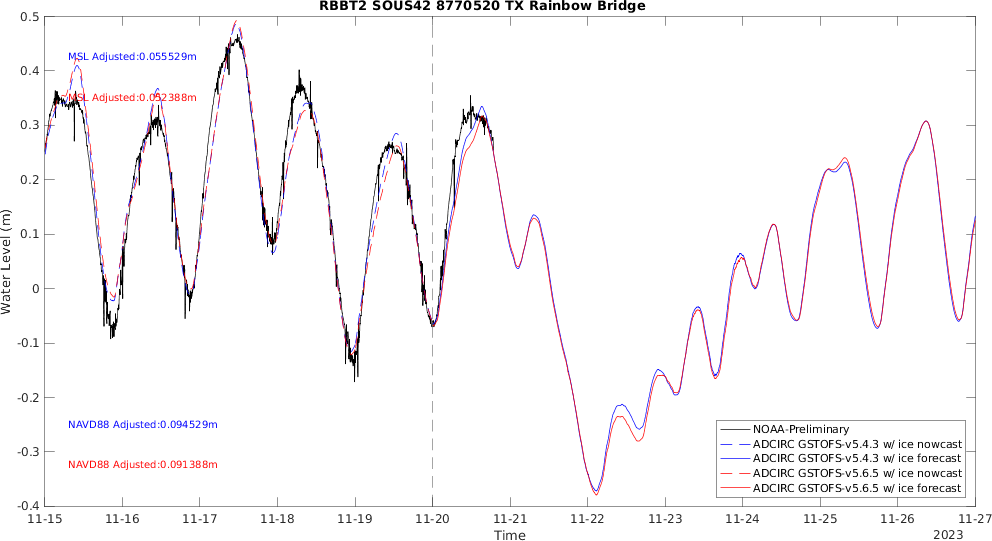 RBBT2 SOUS42 8770520 TX Rainbow Bridge
0.5
0.4
0.3
0.2
0.1
0
-0.1
-0.2
-0.3
-0.4
Water Level (m)
MSL Adjusted:0.055529m
MSL Adjusted:0.052388m
NAVD88 Adjusted:0.094529m
NAVD88 Adjusted:0.091388m
NOAA-Preliminary
ADCIRC GSTOFS-v5.4.3 w/ ice nowcast
ADCIRC GSTOFS-v5.4.3 w/ ice forecast
ADCIRC GSTOFS-v5.6.5 w/ ice nowcast
ADCIRC GSTOFS-v5.6.5 w/ ice forecast
11-15 11-16 11-17 11-18 11-19 11-20 11-21 11-22 11-23 11-24 11-25 11-26 11-27
Time
2023